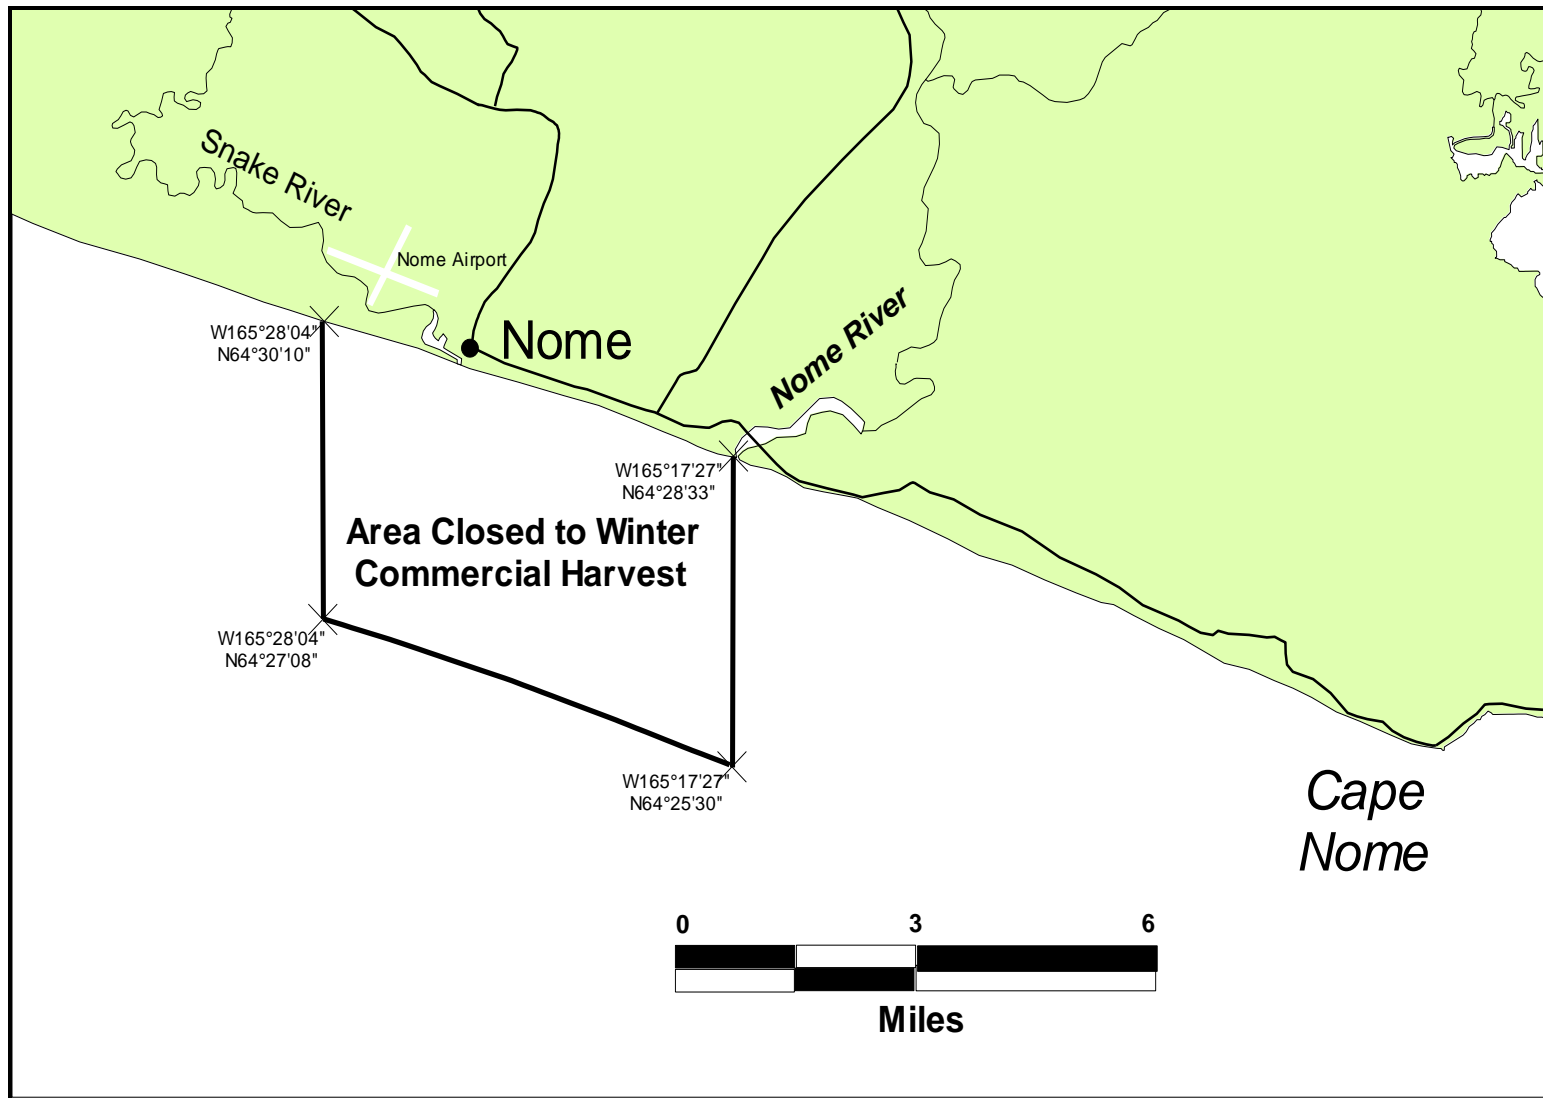 Snake River
Nome Airport
W165°28'04"
N64°30'10"
Nome
Nome River
W165°17'27"
N64°28'33"
Area Closed to Winter
Commercial Harvest
W165°28'04"
N64°27'08"
W165°17'27"
N64°25'30"
Cape
Nome
0 3 6
Miles